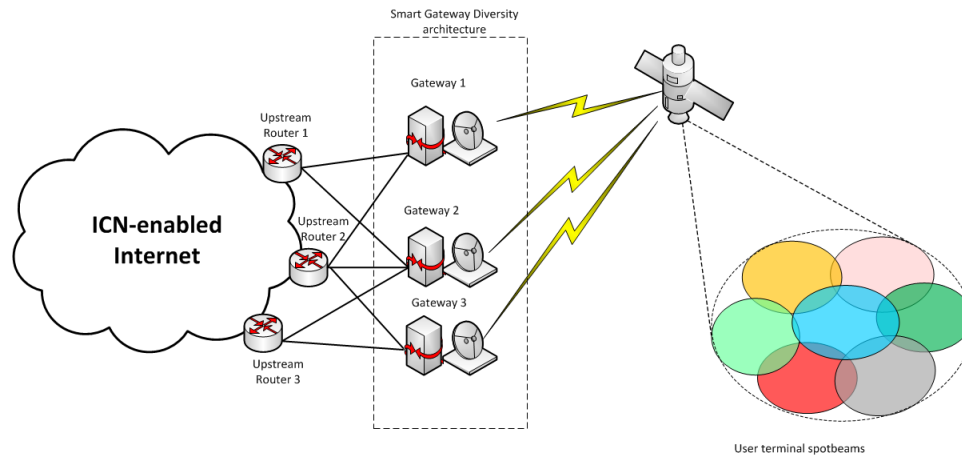 Smart Gateway Diversity
architecture
Gateway 1
Upstream
Router 1
ICN-enabled
Internet
Upstream
Router 2
Gateway 2
Gateway 3
Upstream
Router 3
User terminal spotbeams